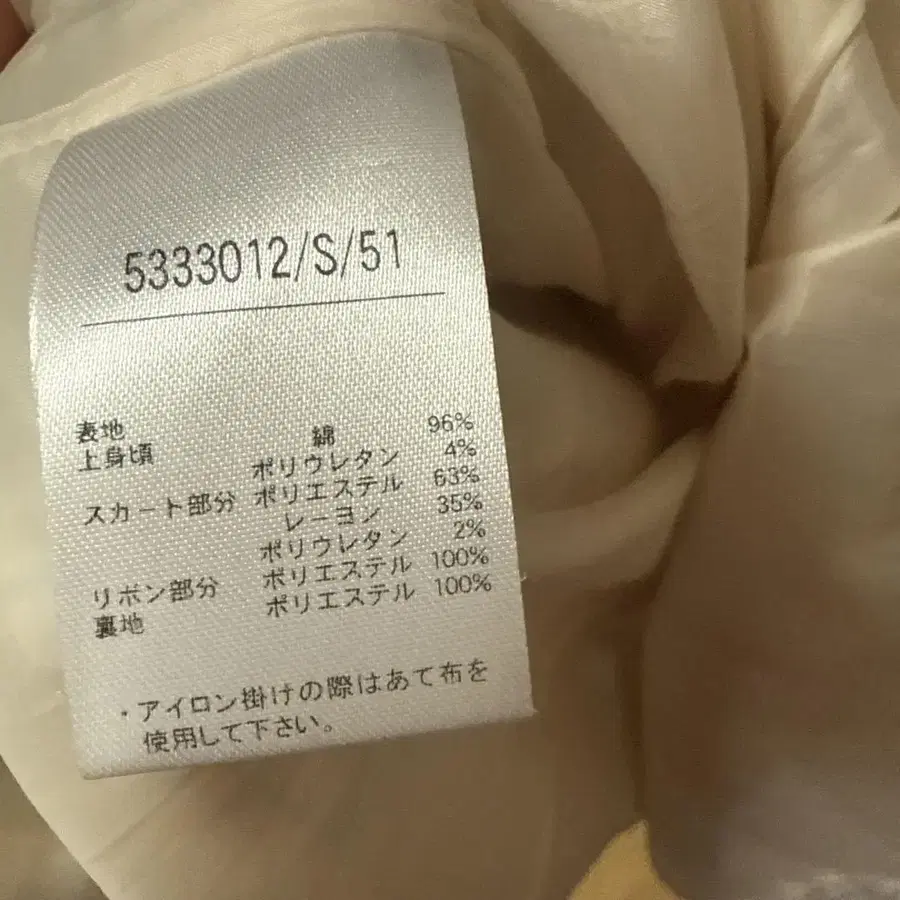 5333012/S/51
表地
上身頃 綿 96%
ポリウレタン 4%
スカート部分 ポリエステル 63%
レーヨン 35%
ポリウレタン 2%
リボン部分 ポリエステル 100%
裏地 ポリエステル 100%
・アイロン掛けの際はあて布を
使用して下さい。